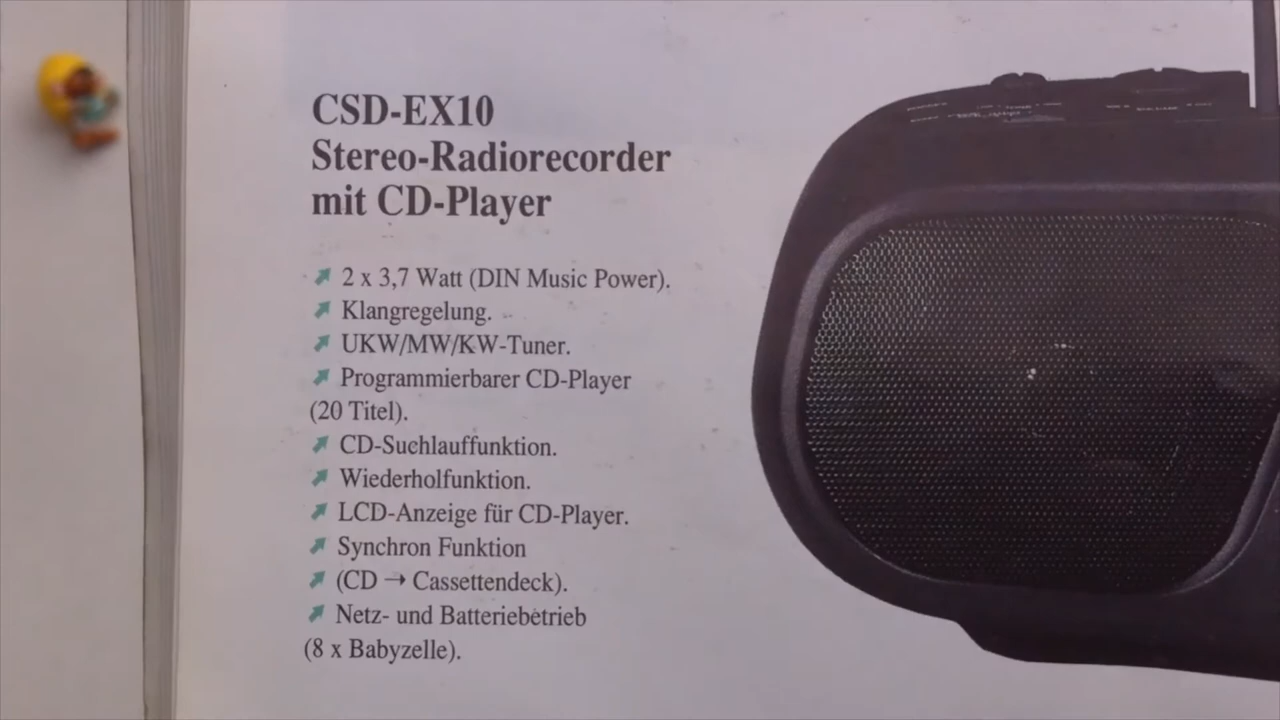 CSD-EX10
Stereo-Radiorecorder
mit CD-Player
2 x 3,7 Watt (DIN Music Power).
Klangregelung.
UKW/MW/KW-Tuner.
Programmierbarer CD-Player
(20 Titel).
CD-Suchlauffunktion.
Wiederholfunktion.
LCD-Anzeige für CD-Player.
Synchron Funktion
(CD → Cassettendeck).
Netz- und Batteriebetrieb
(8 x Babyzelle).